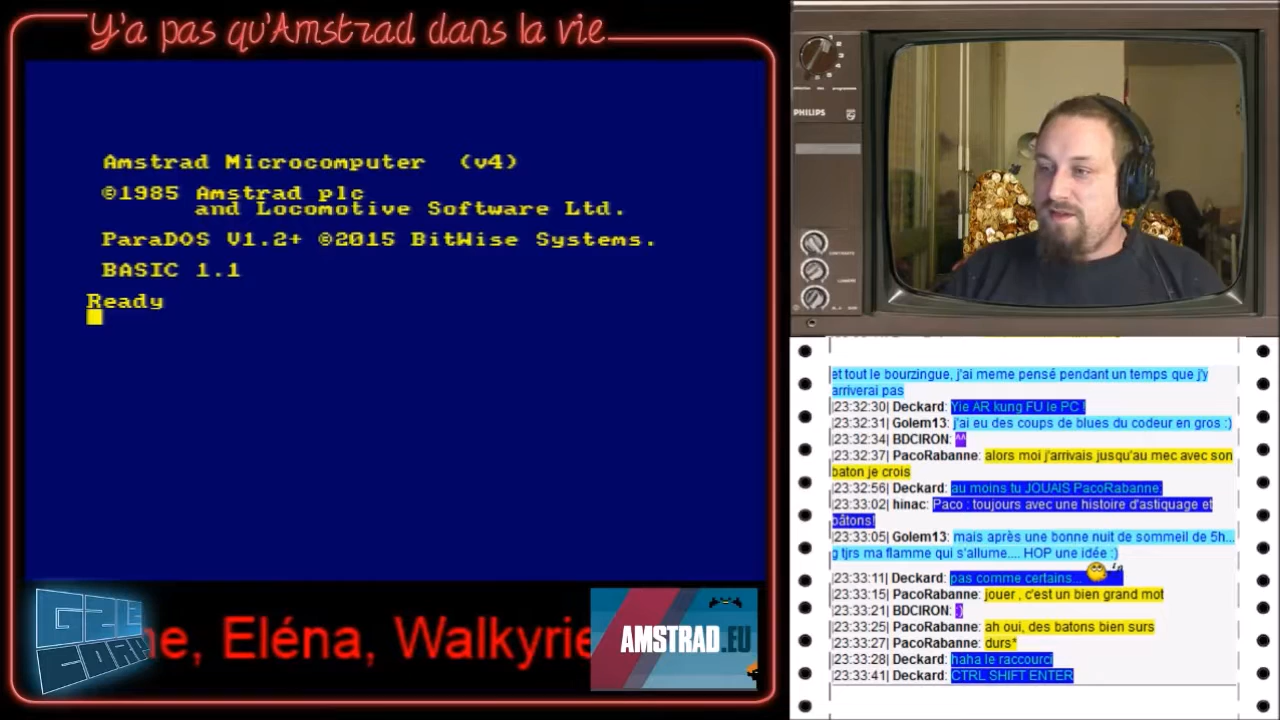 Y'a pas qu'Amstrad dans la vie
Amstrad Microcomputer (v4)
©1985 Amstrad plc
and Locomotive Software Ltd.
ParaDOS V1.2+ ©2015 BitWise Systems.
BASIC 1.1
Ready
PHILIPS
et tout le bourzingue, j'ai meme pensé pendant un temps que j'y
arriverai pas
|23:32:30| Deckard: Yie AR kung FU le PC !
|23:32:31| Golem13: j'ai eu des coups de blues du codeur en gros :)
|23:32:34| BDCIRON: ^^
|23:32:37| PacoRabanne: alors moi j'arrivais jusqu'au mec avec son
baton je crois
|23:32:56| Deckard: au moins tu JOUAIS PacoRabanne
|23:33:02| hinac: Paco : toujours avec une histoire d'astiquage et
bâtons!
|23:33:05| Golem13: mais après une bonne nuit de sommeil de 5h...
g tjrs ma flamme qui s'allume.... HOP une idée :)
|23:33:11| Deckard: pas comme certains...
|23:33:15| PacoRabanne: jouer , c'est un bien grand mot
|23:33:21| BDCIRON: :)
|23:33:25| PacoRabanne: ah oui, des batons bien surs
|23:33:27| PacoRabanne: durs*
|23:33:28| Deckard: haha le raccourci
|23:33:41| Deckard: CTRL SHIFT ENTER
e, Eléna, Walkyrie
AMSTRAD.EU